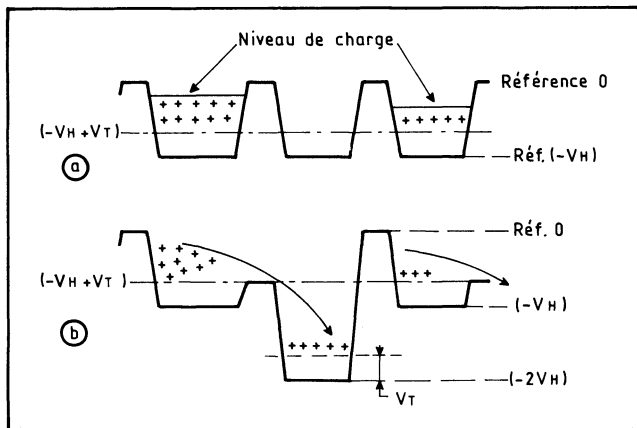 Niveau de charge
Référence 0
+ + + + +
+ + + + +
+ + + + +
(-VH + VT)
Réf. (-VH)
a
Réf. 0
+ + +
+ + + +
+ + +
+ + +
(-VH + VT)
(-VH)
b
+ + + + +
(-2VH)
VT